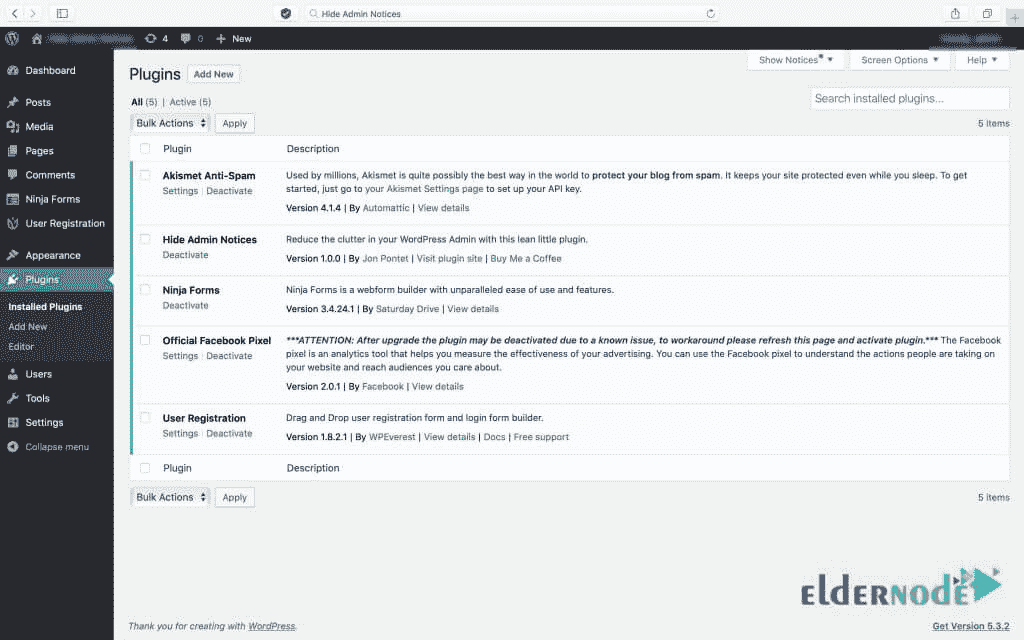 Hide Admin Notices
4 0 New
Dashboard
Posts
Media
Pages
Comments
Ninja Forms
User Registration
Appearance
Plugins
Installed Plugins
Add New
Editor
Users
Tools
Settings
Collapse menu
Show Notices* Screen Options Help
Plugins Add New
All (5) | Active (5)
Search installed plugins...
Bulk Actions Apply 5 items
Plugin Description
Akismet Anti-Spam
Settings | Deactivate
Used by millions, Akismet is quite possibly the best way in the world to protect your blog from spam. It keeps your site protected even while you sleep. To get
started, just go to your Akismet Settings page to set up your API key.
Version 4.1.4 | By Automattic | View details
Hide Admin Notices
Deactivate
Reduce the clutter in your WordPress Admin with this lean little plugin.
Version 1.0.0 | By Jon Pontet | Visit plugin site | Buy Me a Coffee
Ninja Forms
Deactivate
Ninja Forms is a webform builder with unparalleled ease of use and features.
Version 3.4.24.1 | By Saturday Drive | View details
Official Facebook Pixel
Settings | Deactivate
***ATTENTION: After upgrade the plugin may be deactivated due to a known issue, to workaround please refresh this page and activate plugin.*** The Facebook
pixel is an analytics tool that helps you measure the effectiveness of your advertising. You can use the Facebook pixel to understand the actions people are taking on
your website and reach audiences you care about.
Version 2.0.1 | By Facebook | View details
User Registration
Settings | Deactivate
Drag and Drop user registration form and login form builder.
Version 1.8.2.1 | By WPEverest | View details | Docs | Free support
Plugin Description
Bulk Actions Apply 5 items
elderNODE
Thank you for creating with WordPress. Get Version 5.3.2